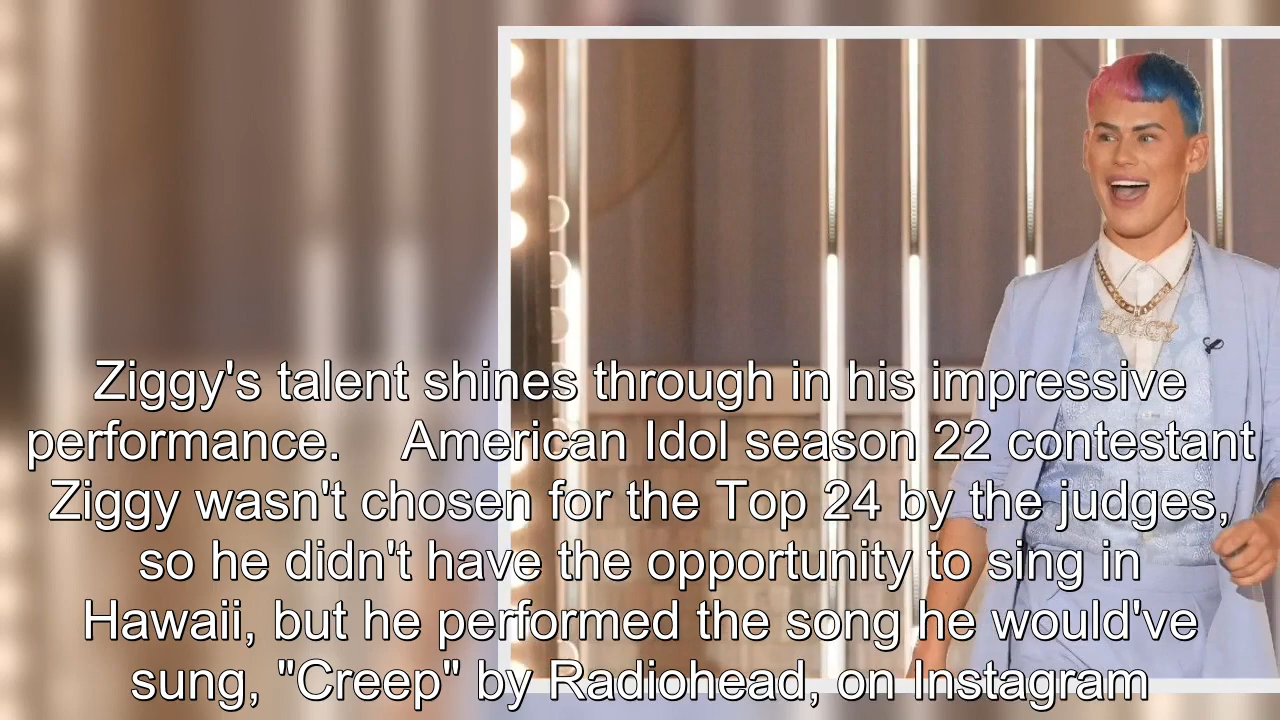 Ziggy's talent shines through in his impressive
performance.    American Idol season 22 contestant
Ziggy wasn't chosen for the Top 24 by the judges,
so he didn't have the opportunity to sing in
Hawaii, but he performed the song he would've
sung, "Creep" by Radiohead, on Instagram